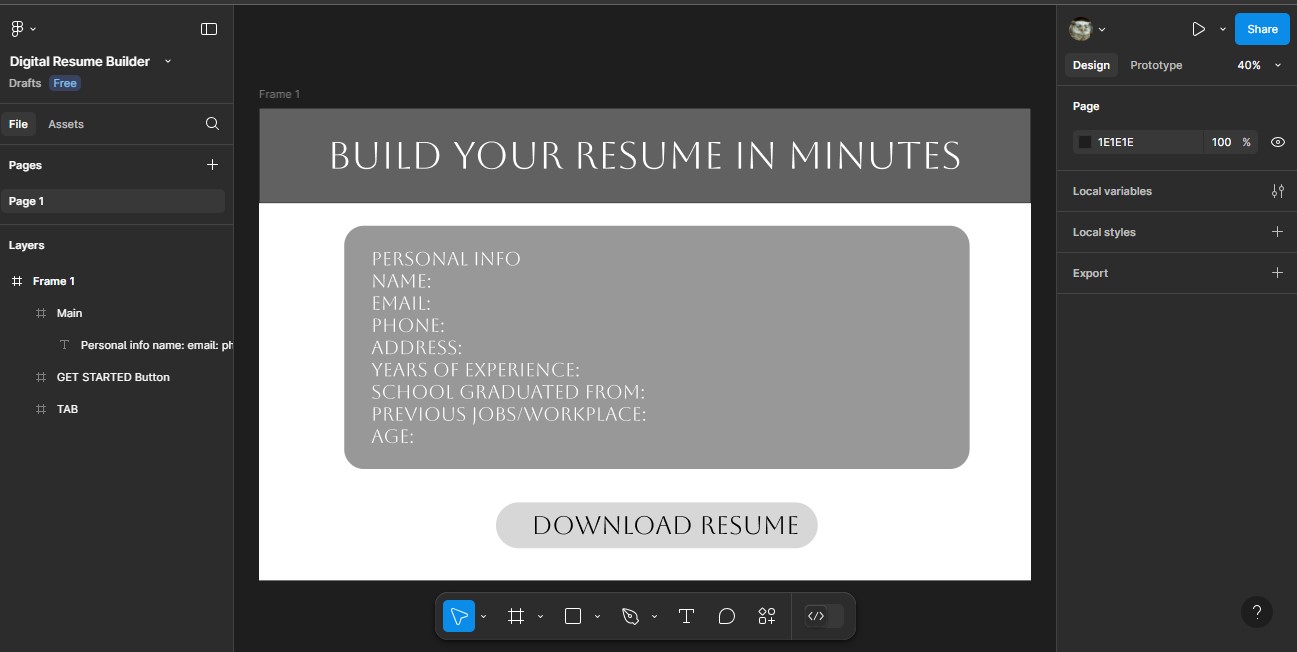 Digital Resume Builder
Drafts Free
File Assets
Pages
Page 1
Layers
Frame 1
Main
Personal info name: email: ph
GET STARTED Button
TAB
Frame 1
BUILD YOUR RESUME IN MINUTES
PERSONAL INFO
NAME:
EMAIL:
PHONE:
ADDRESS:
YEARS OF EXPERIENCE:
SCHOOL GRADUATED FROM:
PREVIOUS JOBS/WORKPLACE:
AGE:
DOWNLOAD RESUME
Share
Design Prototype 40%
Page
1E1E1E 100 %
Local variables
Local styles
Export
?